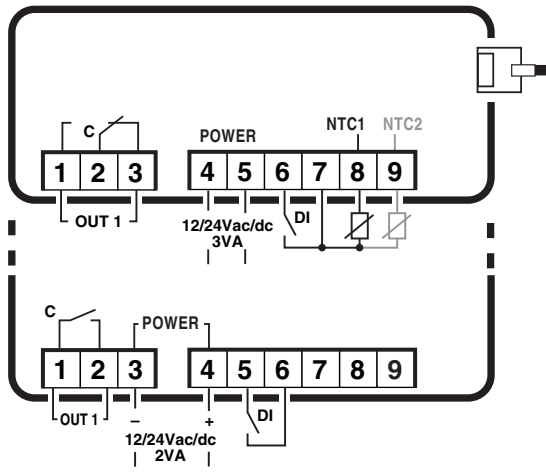 POWER NTC1 NTC2
C
1 2 3 4 5 6 7 8 9
OUT 1 12/24Vac/dc DI
3VA
C POWER
1 2 3 4 5 6 7 8 9
OUT 1 – + DI
12/24Vac/dc
2VA